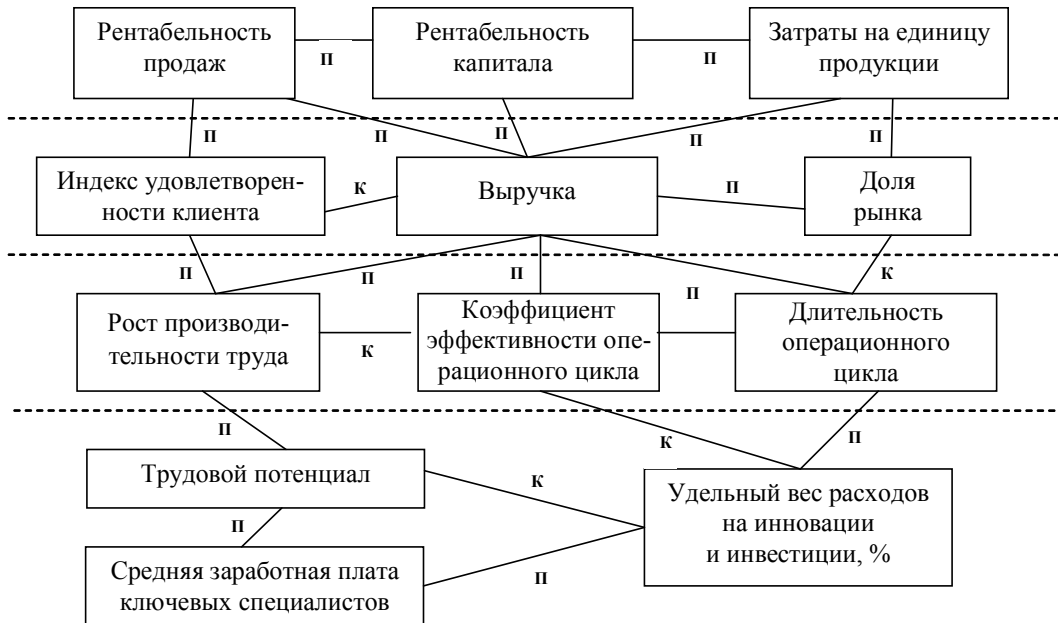 Рентабельность
продаж
П
Рентабельность
капитала
П
Затраты на единицу
продукции
П
П
П
П
П
Индекс удовлетворен-
ности клиента
К
Выручка
П
Доля
рынка
П
П
П
П
К
Рост производи-
тельности труда
К
Коэффициент
эффективности опе-
рационного цикла
Длительность
операционного
цикла
П
К
П
Трудовой потенциал
К
Удельный вес расходов
на инновации
и инвестиции, %
П
Средняя заработная плата
ключевых специалистов
П